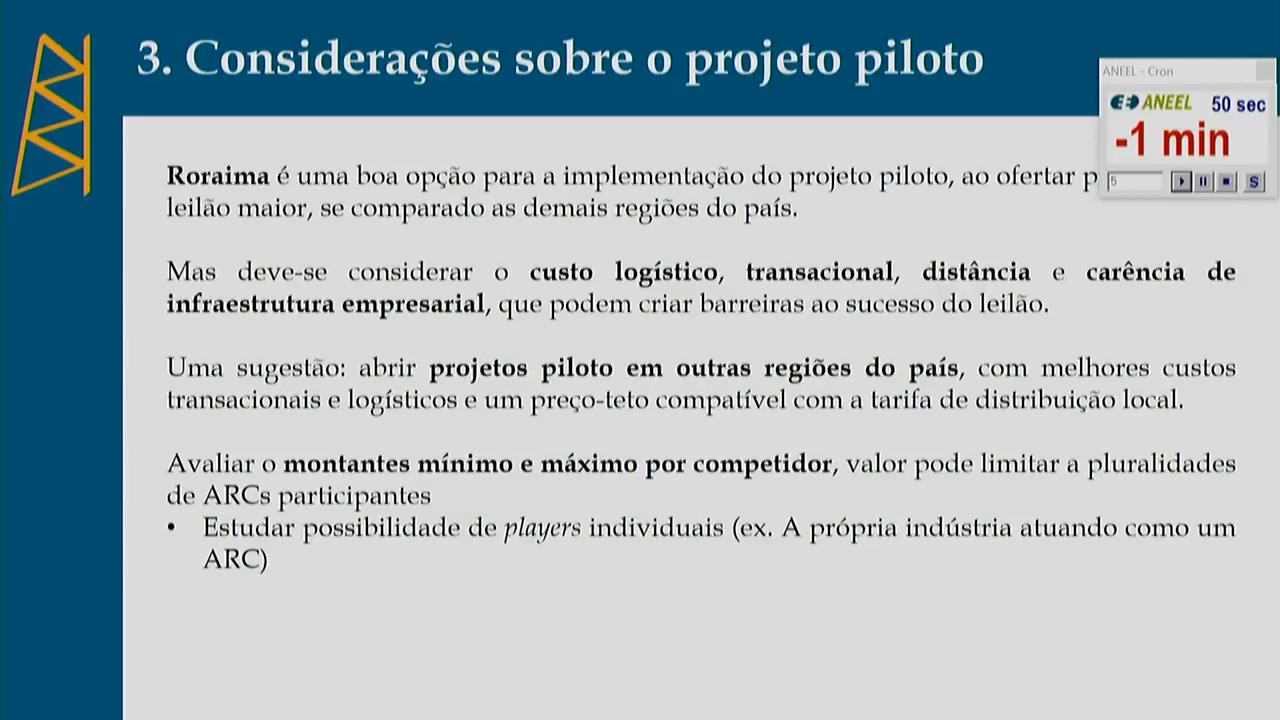 3. Considerações sobre o projeto piloto
ANEEL - Cron
ANEEL 50 sec
-1 min
5
S
Roraima é uma boa opção para a implementação do projeto piloto, ao ofertar
leilão maior, se comparado as demais regiões do país.
Mas deve-se considerar o custo logístico, transacional, distância e carência de
infraestrutura empresarial, que podem criar barreiras ao sucesso do leilão.
Uma sugestão: abrir projetos piloto em outras regiões do país, com melhores custos
transacionais e logísticos e um preço-teto compatível com a tarifa de distribuição local.
Avaliar o montantes mínimo e máximo por competidor, valor pode limitar a pluralidades
de ARCs participantes
• Estudar possibilidade de players individuais (ex. A própria indústria atuando como um
ARC)